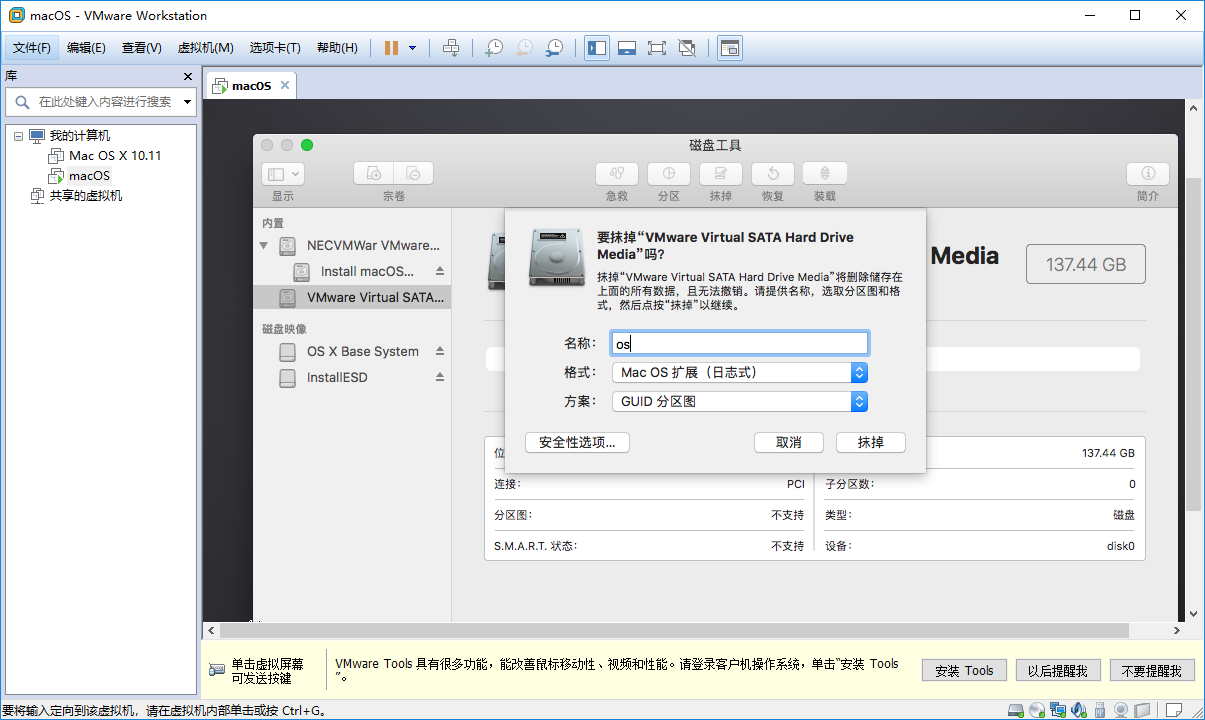 macOS - VMware Workstation
文件(F) 编辑(E) 查看(V) 虚拟机(M) 选项卡(T) 帮助(H)
库
在此处键入内容进行搜索
我的计算机
Mac OS X 10.11
macOS
共享的虚拟机
macOS
磁盘工具
显示 宗卷 急救 分区 抹掉 恢复 装载 简介
内置
NECVMWar VMware...
Install macOS...
VMware Virtual SATA...
磁盘映像
OS X Base System
InstallESD
Media
137.44 GB
要抹掉“VMware Virtual SATA Hard Drive
Media”吗?
抹掉“VMware Virtual SATA Hard Drive Media”将删除储存在
上面的所有数据，且无法撤销。请提供名称，选取分区图和格
式，然后点按“抹掉”以继续。
名称: os
格式: Mac OS 扩展（日志式）
方案: GUID 分区图
安全性选项... 取消 抹掉
位
137.44 GB
连接: PCI 子分区数: 0
分区图: 不支持 类型: 磁盘
S.M.A.R.T. 状态: 不支持 设备: disk0
单击虚拟屏幕
可发送按键
VMware Tools 具有很多功能，能改善鼠标移动性、视频和性能。请登录客户机操作系统，单击“安装 Tools
”。
安装 Tools 以后提醒我 不要提醒我
要将输入定向到该虚拟机，请在虚拟机内部单击或按 Ctrl+G。